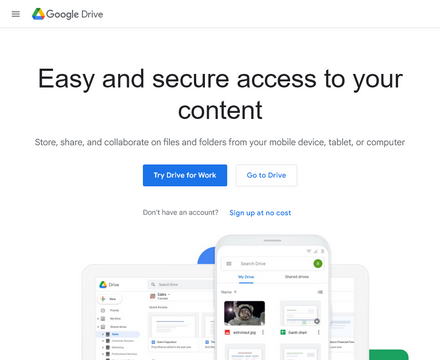 Google Drive
Easy and secure access to your
content
Store, share, and collaborate on files and folders from your mobile device, tablet, or computer
Try Drive for Work
Go to Drive
Don't have an account?
Sign up at no cost
Drive
Search Drive
New
Search Drive
My Drive
Shared drives
Name
astronaut.jpg
Gantt chart